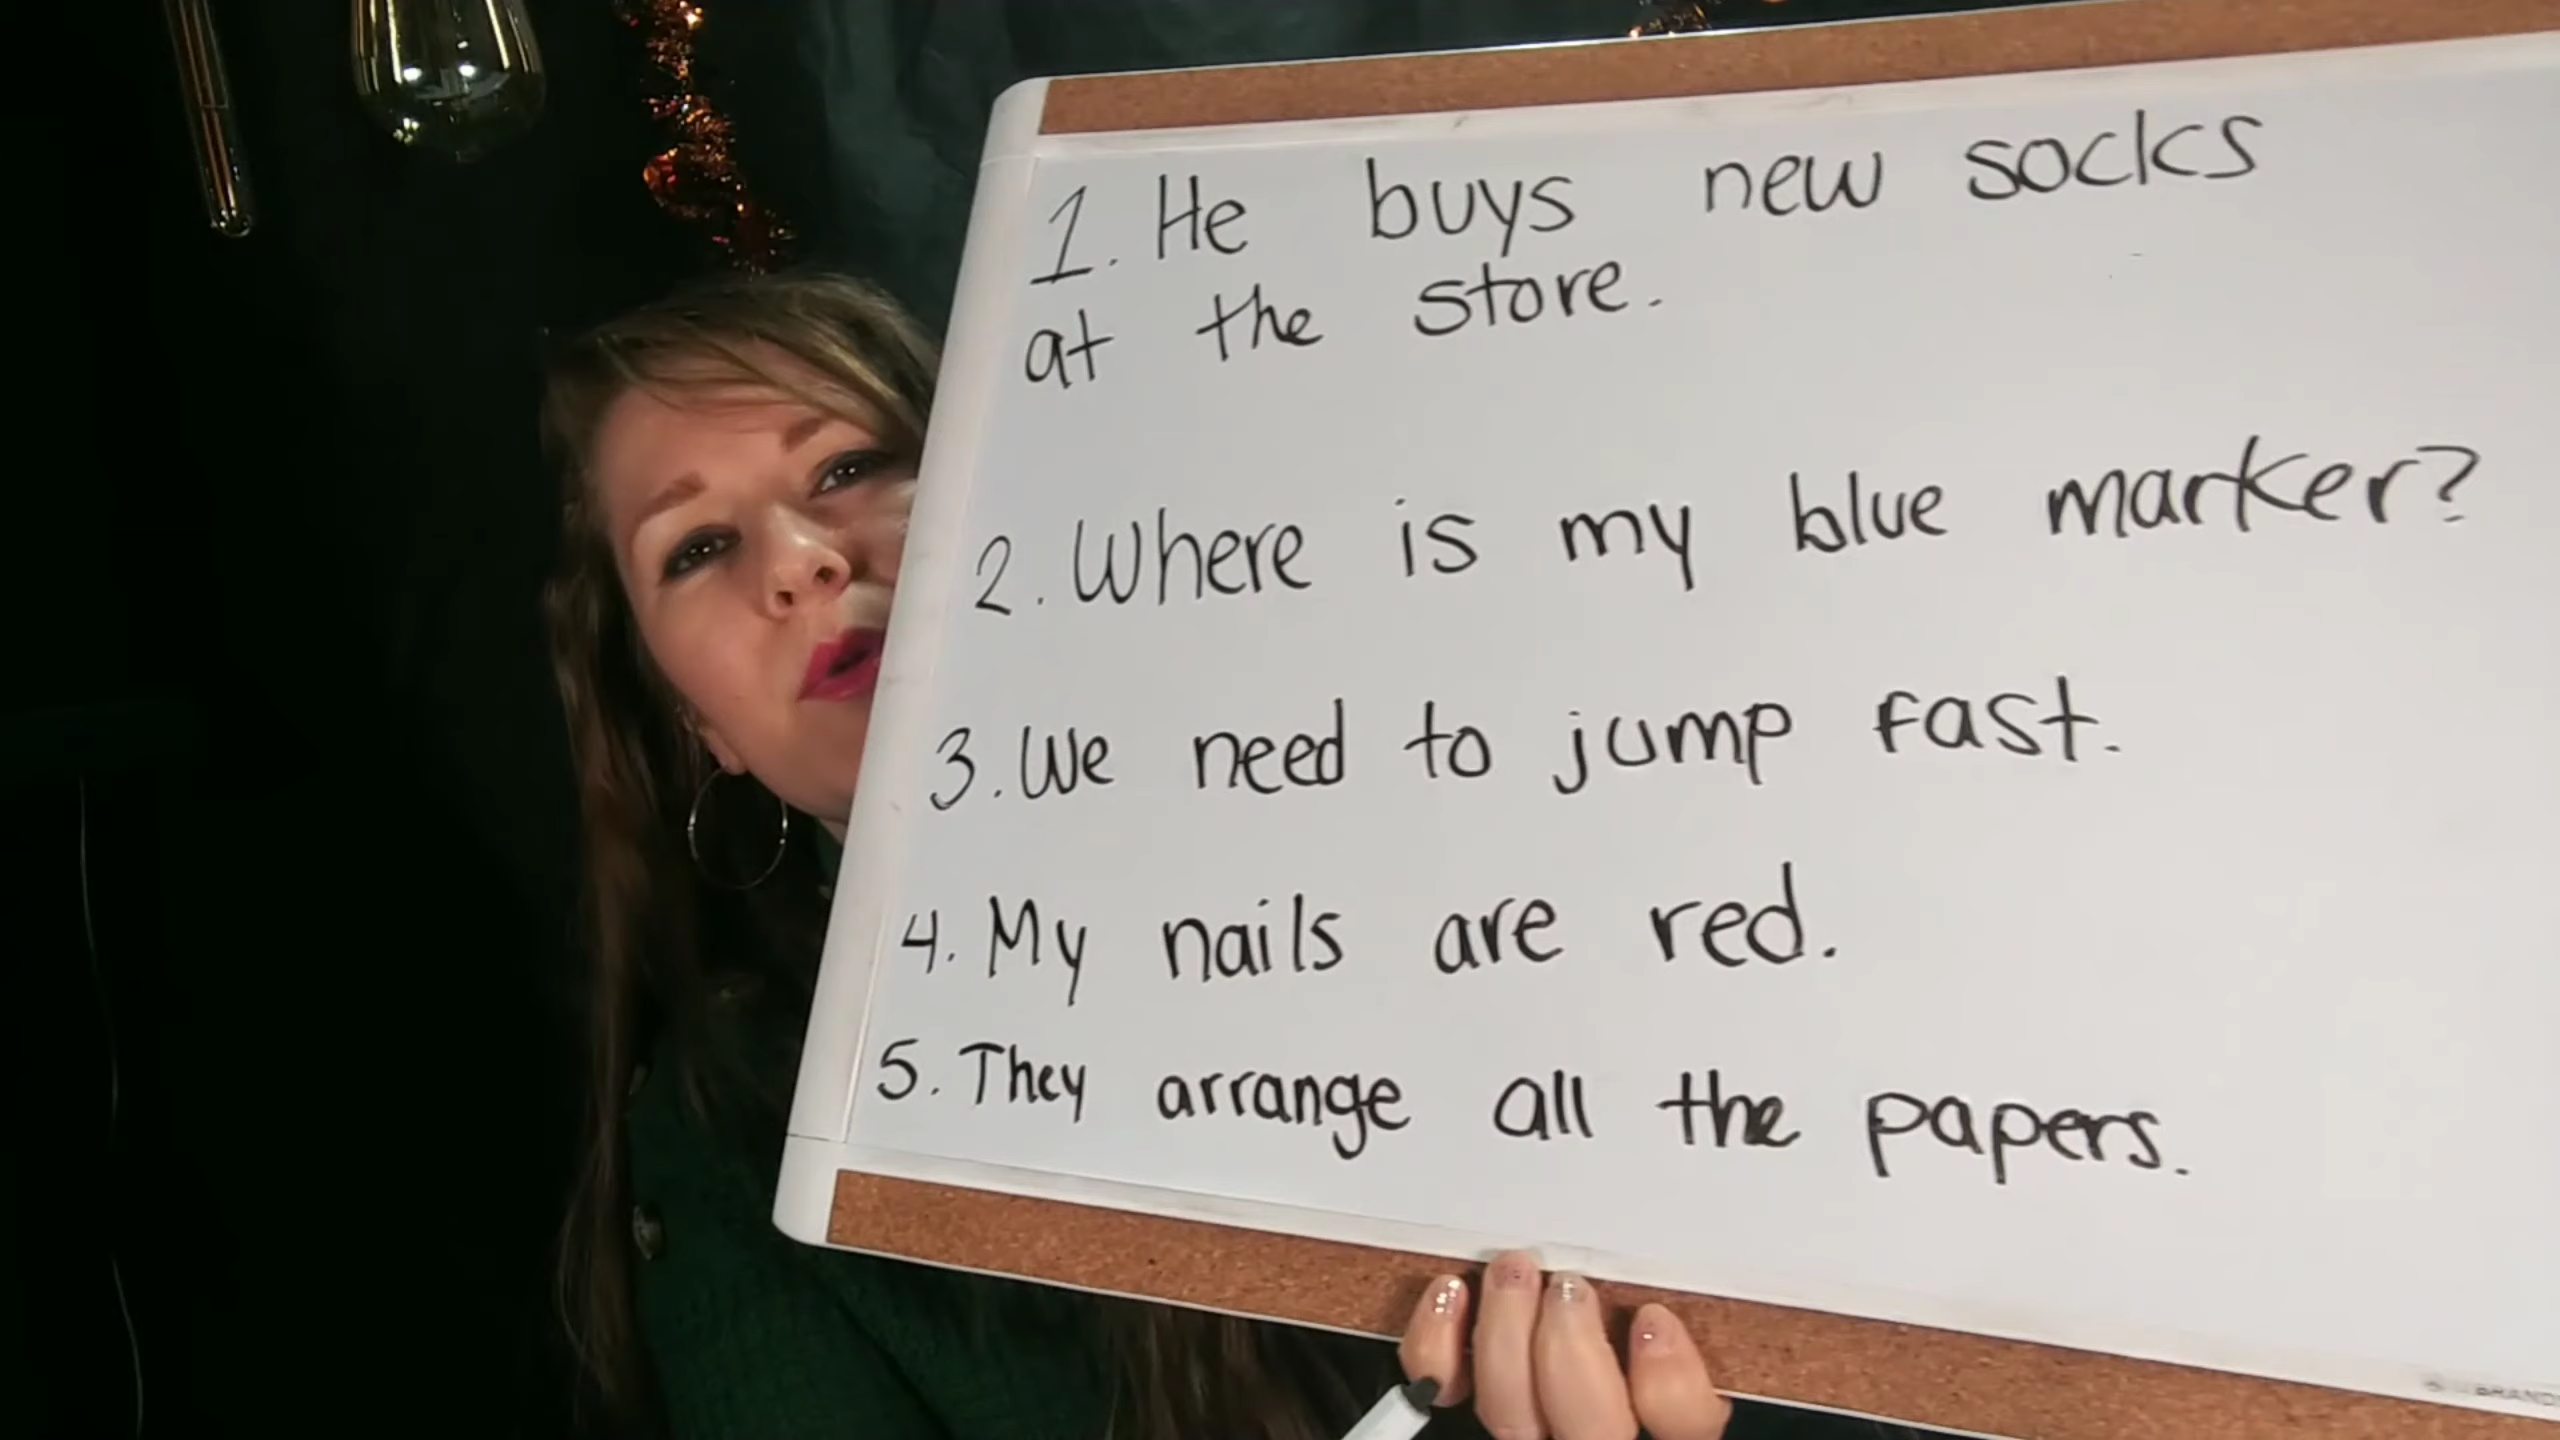 1. He buys new socks
at the store.
2. Where is my blue marker?
3. We need to jump fast.
4. My nails are red.
5. They arrange all the papers.